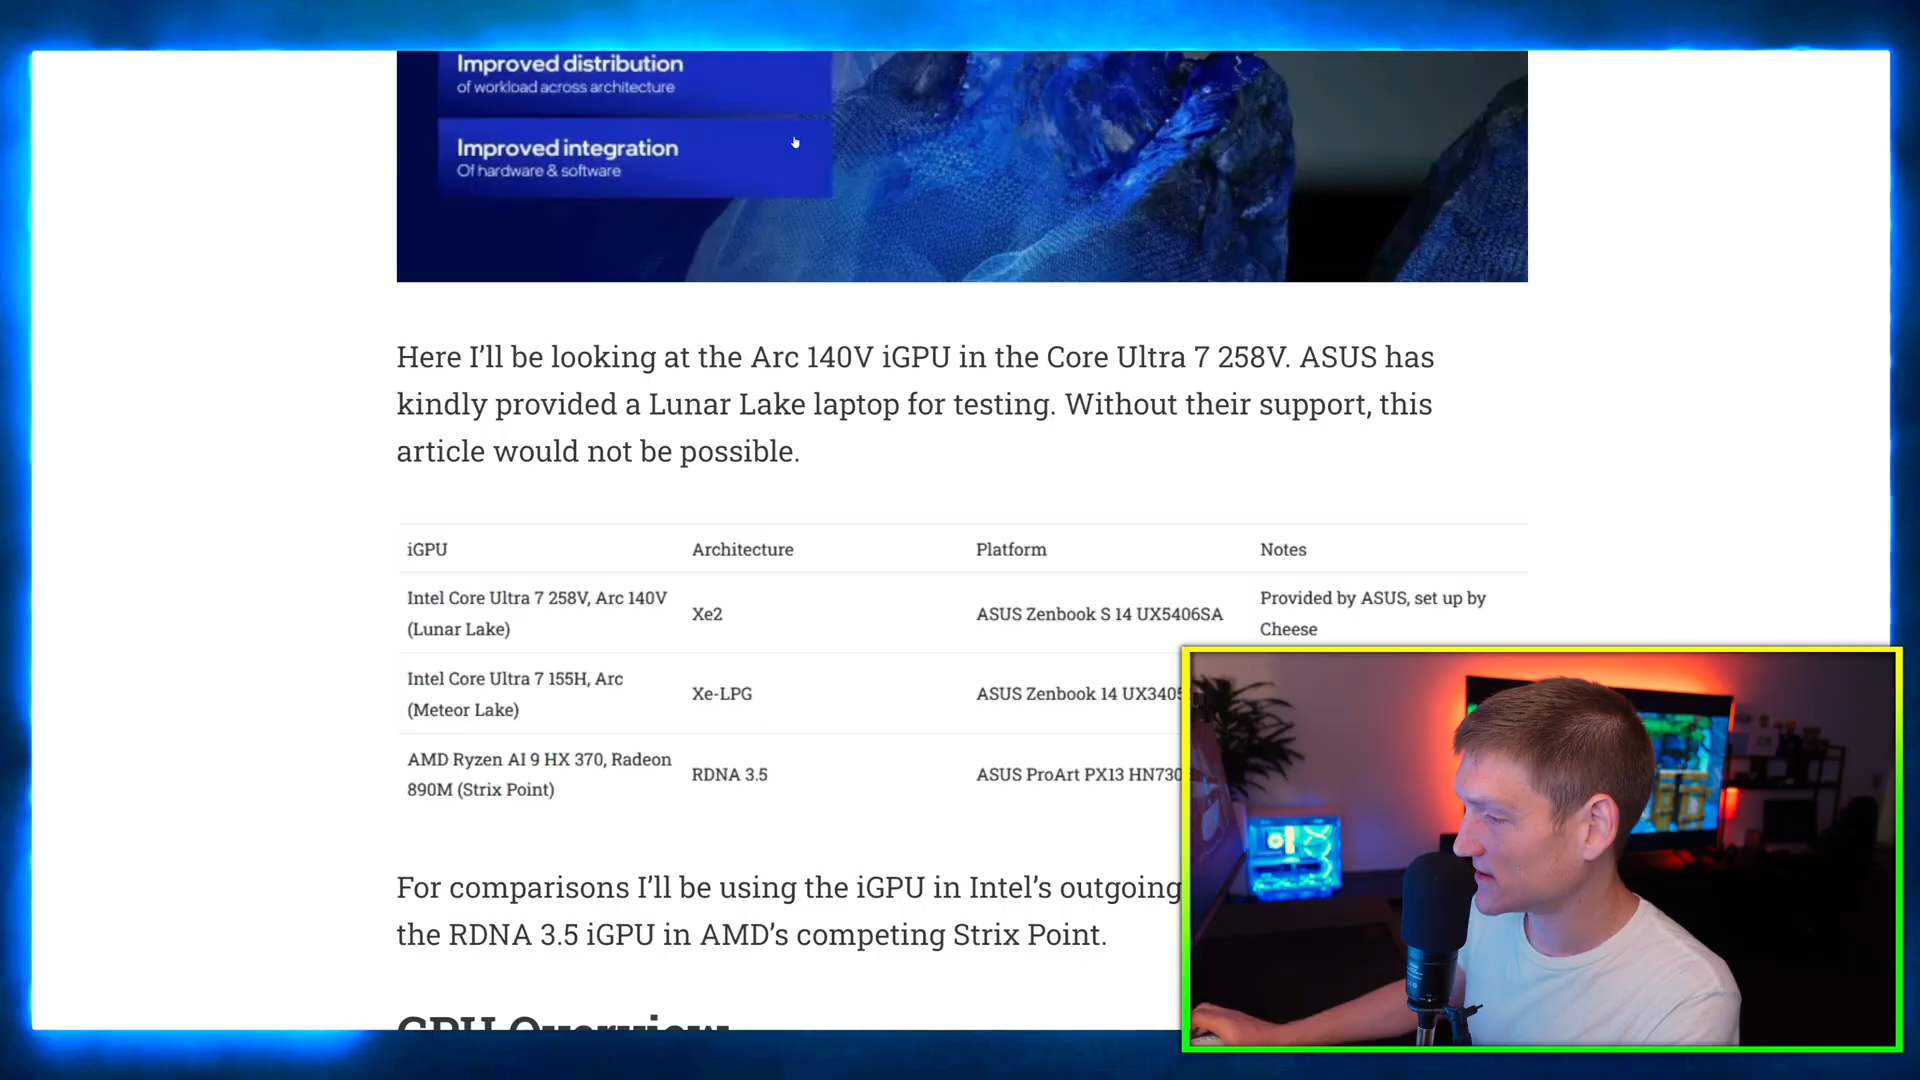 Improved distribution
of workload across architecture
Improved integration
Of hardware & software
Here I’ll be looking at the Arc 140V iGPU in the Core Ultra 7 258V. ASUS has
kindly provided a Lunar Lake laptop for testing. Without their support, this
article would not be possible.
iGPU Architecture Platform Notes
Intel Core Ultra 7 258V, Arc 140V
(Lunar Lake)
Xe2
ASUS Zenbook S 14 UX5406SA
Provided by ASUS, set up by
Cheese
Intel Core Ultra 7 155H, Arc
(Meteor Lake)
Xe-LPG
ASUS Zenbook 14 UX3405
AMD Ryzen AI 9 HX 370, Radeon
890M (Strix Point)
RDNA 3.5
ASUS ProArt PX13 HN730
For comparisons I’ll be using the iGPU in Intel’s outgoing
the RDNA 3.5 iGPU in AMD’s competing Strix Point.
GPU Overview